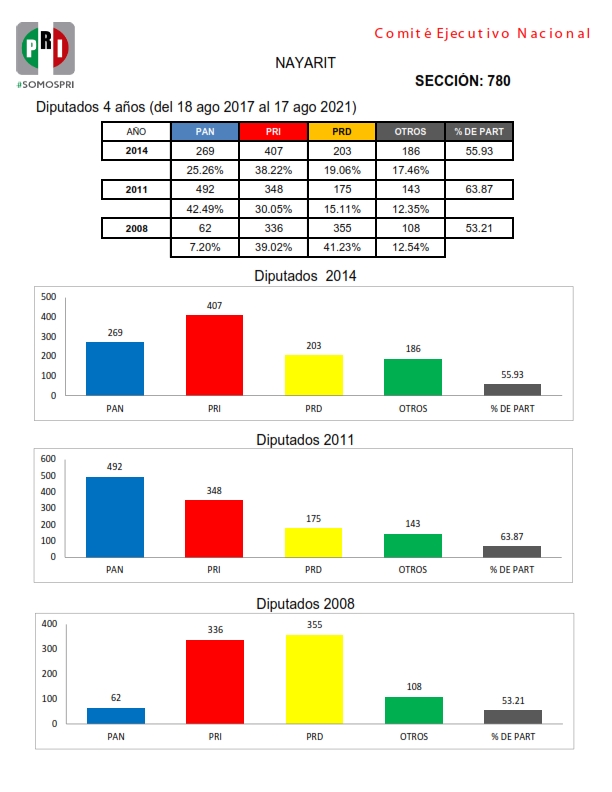 PRI
#SOMOSPRI
Comité Ejecutivo Nacional
NAYARIT
SECCIÓN: 780
Diputados 4 años (del 18 ago 2017 al 17 ago 2021)
AÑO PAN PRI PRD OTROS % DE PART
2014 269 407 203 186 55.93
25.26% 38.22% 19.06% 17.46%
2011 492 348 175 143 63.87
42.49% 30.05% 15.11% 12.35%
2008 62 336 355 108 53.21
7.20% 39.02% 41.23% 12.54%
Diputados 2014
500
400
300
200
100
0
269 407 203 186 55.93
PAN PRI PRD OTROS % DE PART
Diputados 2011
600
500
400
300
200
100
0
492 348 175 143 63.87
PAN PRI PRD OTROS % DE PART
Diputados 2008
400
300
200
100
0
62 336 355 108 53.21
PAN PRI PRD OTROS % DE PART